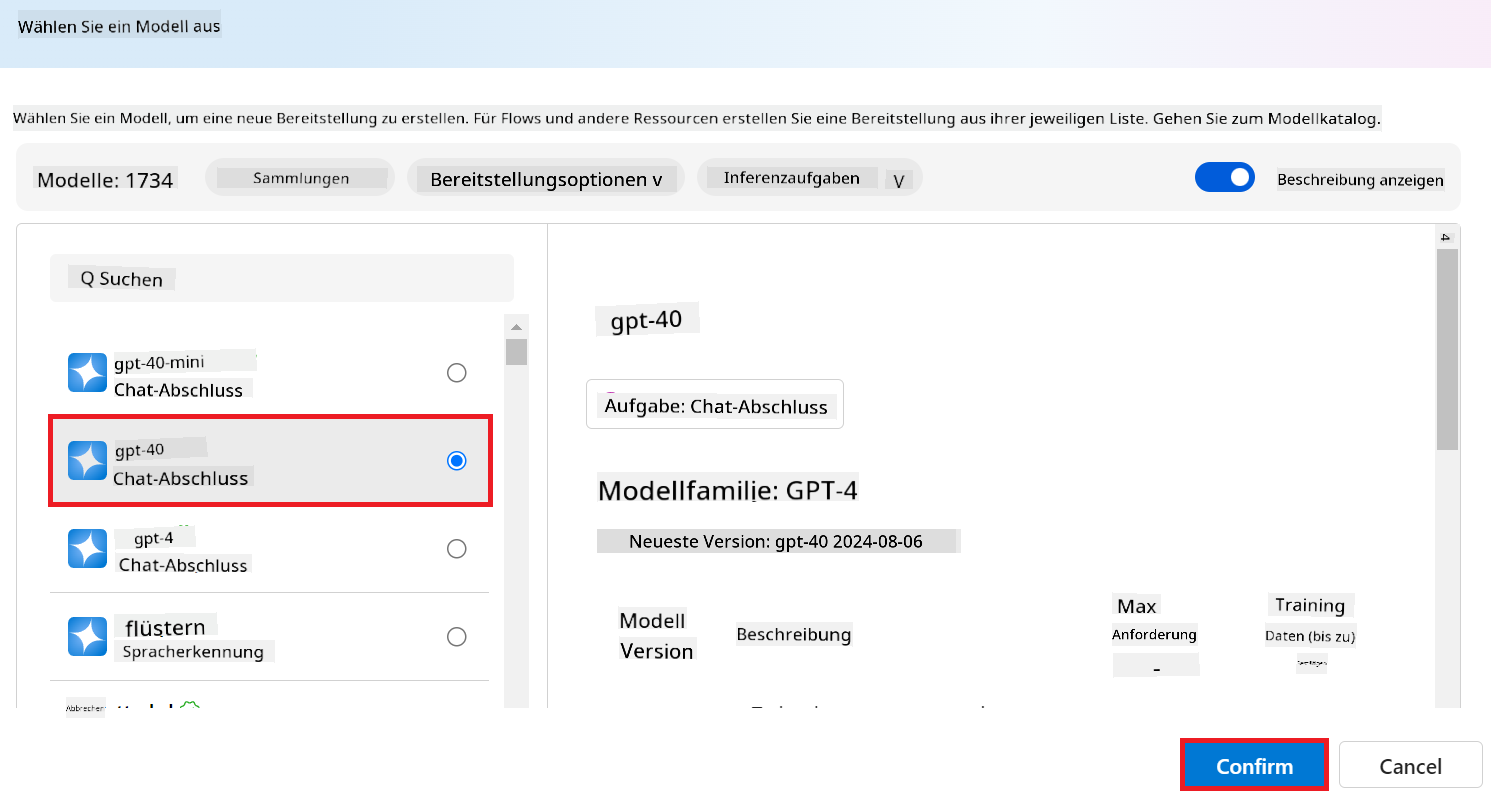 Wählen Sie ein Modell aus
Wählen Sie ein Modell, um eine neue Bereitstellung zu erstellen. Für Flows und andere Ressourcen erstellen Sie eine Bereitstellung aus ihrer jeweiligen Liste. Gehen Sie zum Modellkatalog.
Modelle: 1734 Sammlungen Bereitstellungsoptionen v Inferenzaufgaben V Beschreibung anzeigen
Q Suchen
gpt-40-mini
Chat-Abschluss
gpt-40
Chat-Abschluss
gpt-4
Chat-Abschluss
flüstern
Spracherkennung
Abbrechen
4
gpt-40
Aufgabe: Chat-Abschluss
Modellfamilie: GPT-4
Neueste Version: gpt-40 2024-08-06
Modell
Version
Beschreibung
Max
Anforderung
-
Training
Daten (bis zu)
Confirm Cancel